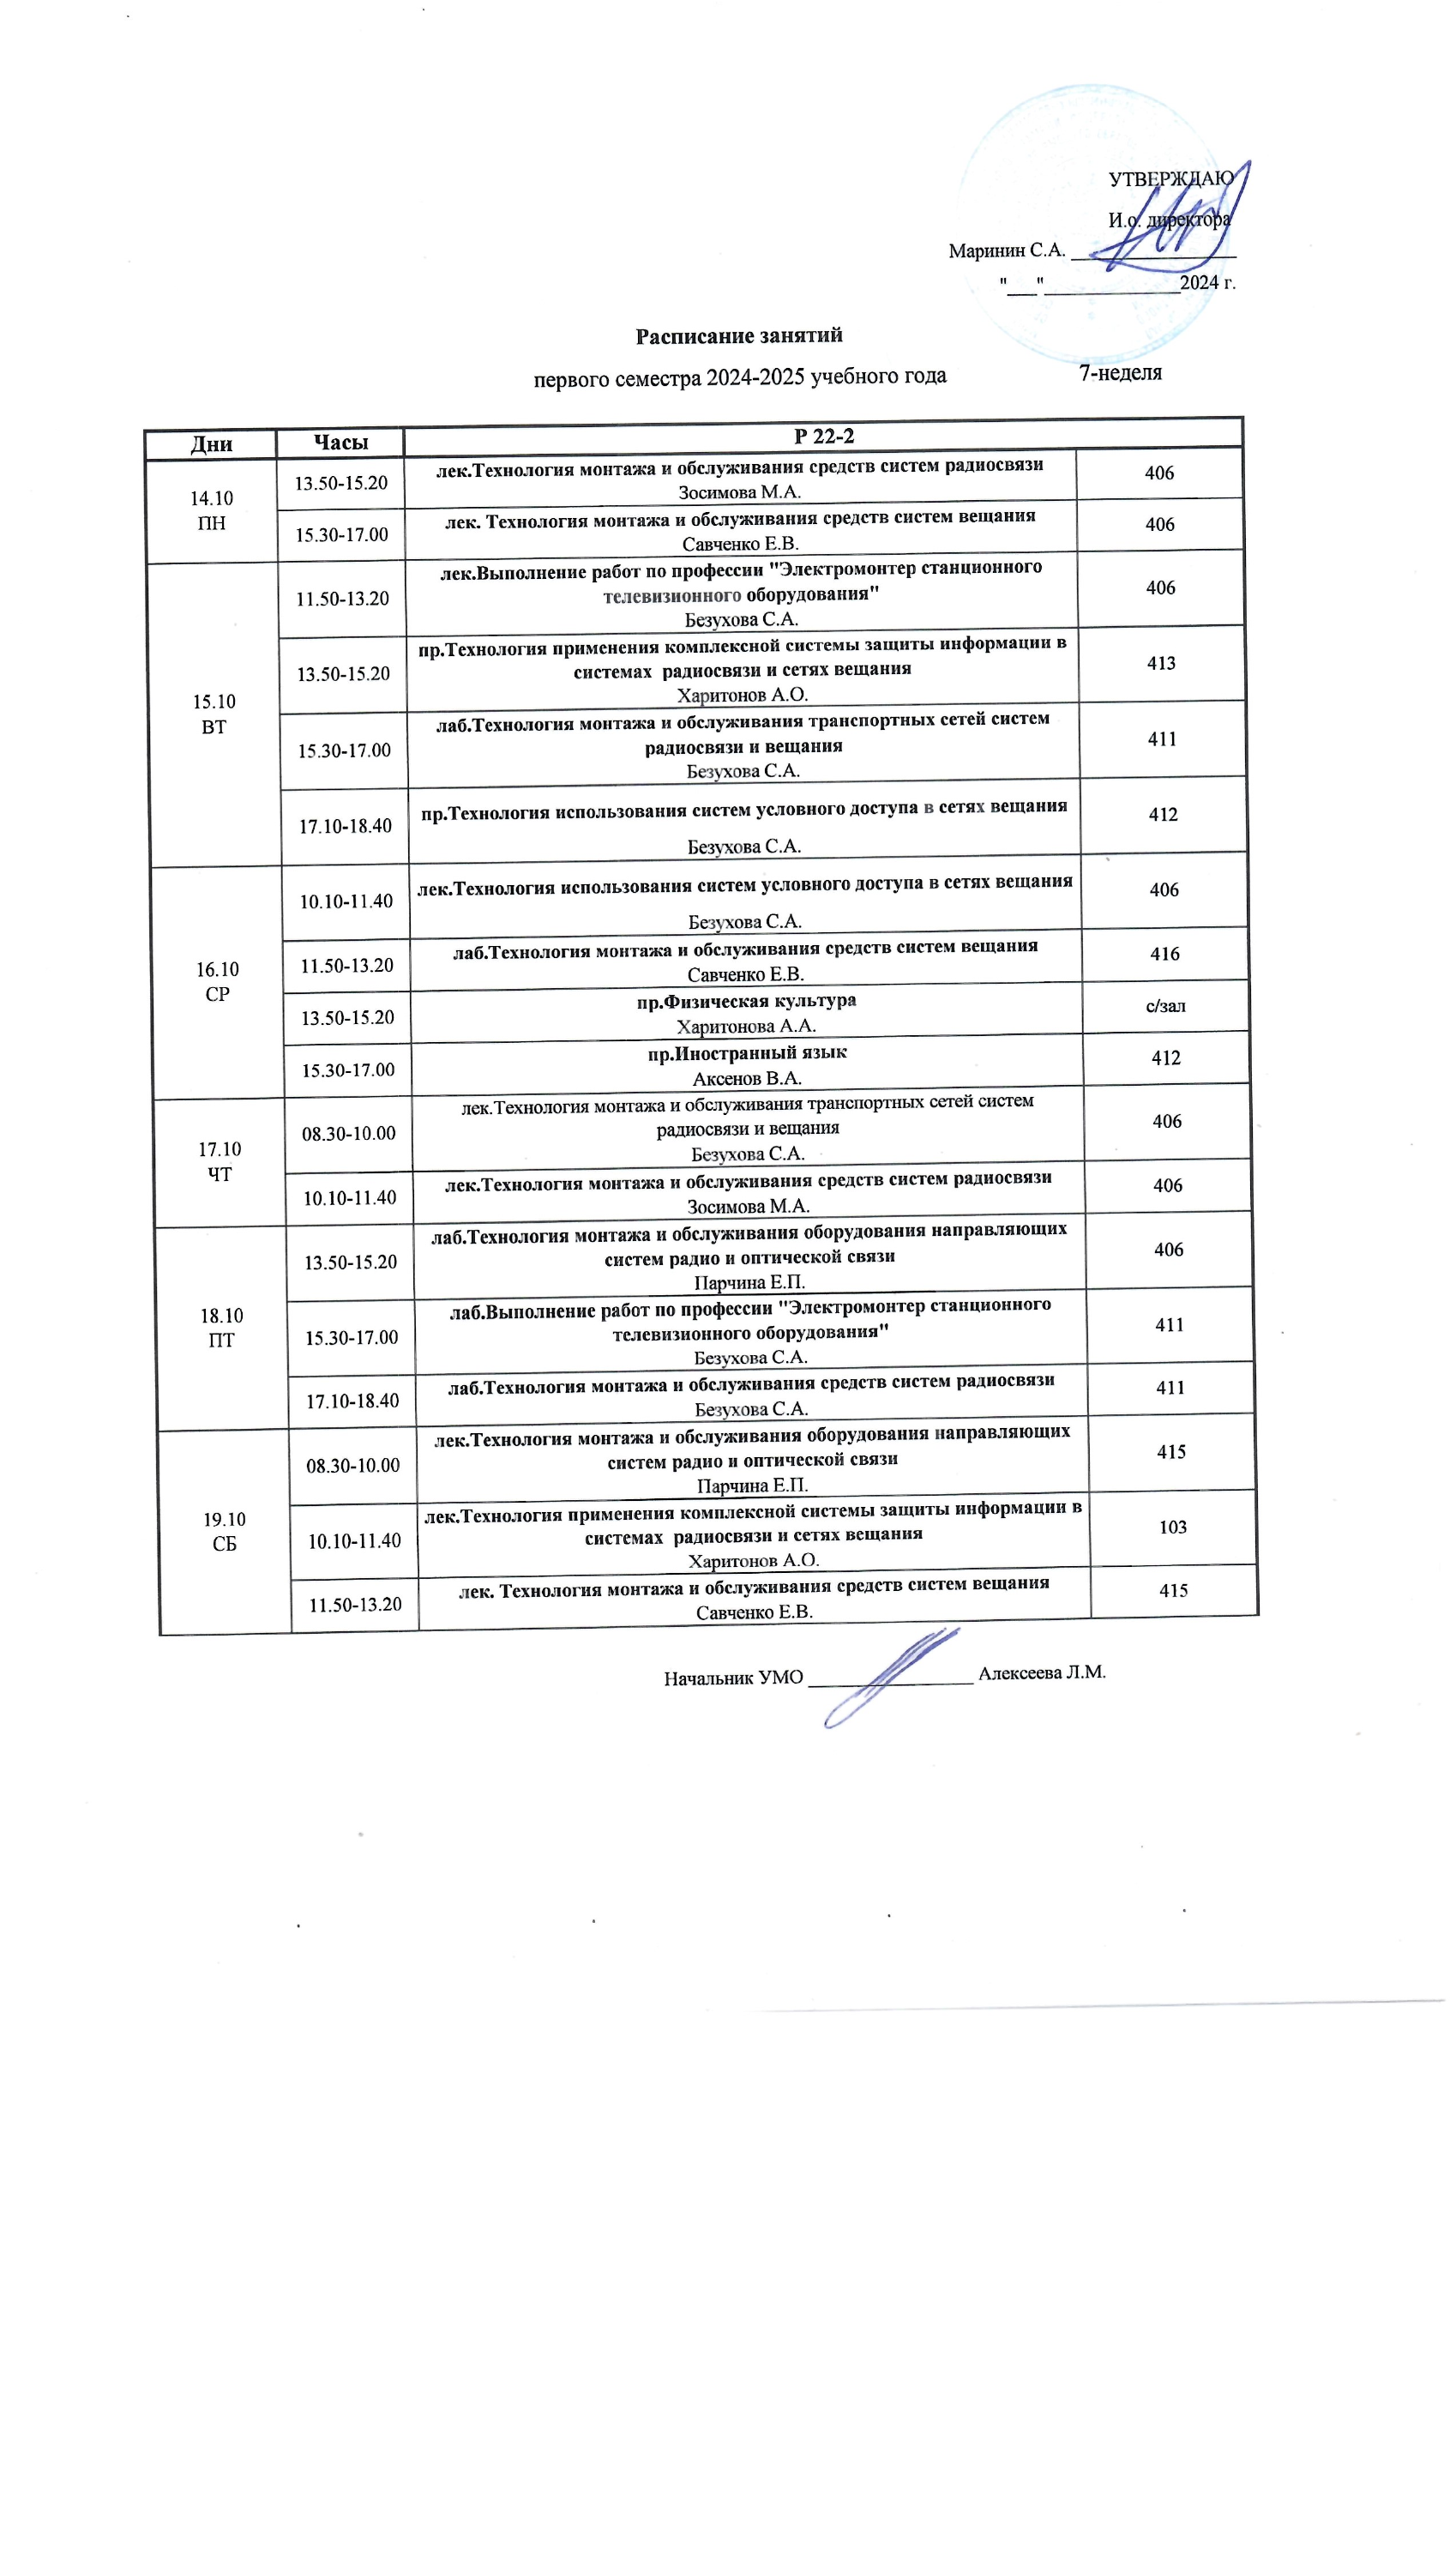 УТВЕРЖДАЮ
И.о. директора
Маринин С.А. _________________
"___"______________2024 г.
Расписание занятий
первого семестра 2024-2025 учебного года 7-неделя
Дни Часы Р 22-2
14.10
ПН
13.50-15.20
лек.Технология монтажа и обслуживания средств систем радиосвязи
Зосимова М.А.
406
15.30-17.00
лек. Технология монтажа и обслуживания средств систем вещания
Савченко Е.В.
406
15.10
ВТ
11.50-13.20
лек.Выполнение работ по профессии "Электромонтер станционного
телевизионного оборудования"
Безухова С.А.
406
13.50-15.20
пр.Технология применения комплексной системы защиты информации в
системах радиосвязи и сетях вещания
Харитонов А.О.
413
15.30-17.00
лаб.Технология монтажа и обслуживания транспортных сетей систем
радиосвязи и вещания
Безухова С.А.
411
17.10-18.40
пр.Технология использования систем условного доступа в сетях вещания
Безухова С.А.
412
16.10
СР
10.10-11.40
лек.Технология использования систем условного доступа в сетях вещания
Безухова С.А.
406
11.50-13.20
лаб.Технология монтажа и обслуживания средств систем вещания
Савченко Е.В.
416
13.50-15.20
пр.Физическая культура
Харитонова А.А.
с/зал
15.30-17.00
пр.Иностранный язык
Аксенов В.А.
412
17.10
ЧТ
08.30-10.00
лек.Технология монтажа и обслуживания транспортных сетей систем
радиосвязи и вещания
Безухова С.А.
406
10.10-11.40
лек.Технология монтажа и обслуживания средств систем радиосвязи
Зосимова М.А.
406
18.10
ПТ
13.50-15.20
лаб.Технология монтажа и обслуживания оборудования направляющих
систем радио и оптической связи
Парчина Е.П.
406
15.30-17.00
лаб.Выполнение работ по профессии "Электромонтер станционного
телевизионного оборудования"
Безухова С.А.
411
17.10-18.40
лаб.Технология монтажа и обслуживания средств систем радиосвязи
Безухова С.А.
411
19.10
СБ
08.30-10.00
лек.Технология монтажа и обслуживания оборудования направляющих
систем радио и оптической связи
Парчина Е.П.
415
10.10-11.40
лек.Технология применения комплексной системы защиты информации в
системах радиосвязи и сетях вещания
Харитонов А.О.
103
11.50-13.20
лек. Технология монтажа и обслуживания средств систем вещания
Савченко Е.В.
415
Начальник УМО _________________ Алексеева Л.М.